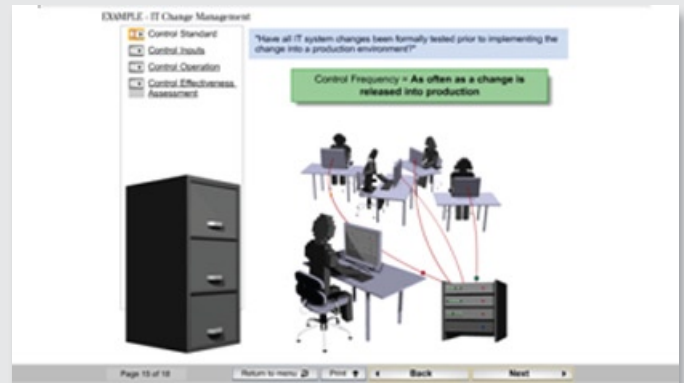 EXAMPLE - IT Change Management
Control Standard
Control Inputs
Control Operation
Control Effectiveness
Assessment
"Have all IT system changes been formally tested prior to implementing the
change into a production environment?"
Control Frequency = As often as a change is
released into production
Page 15 of 18
Return to menu
Print
Back
Next